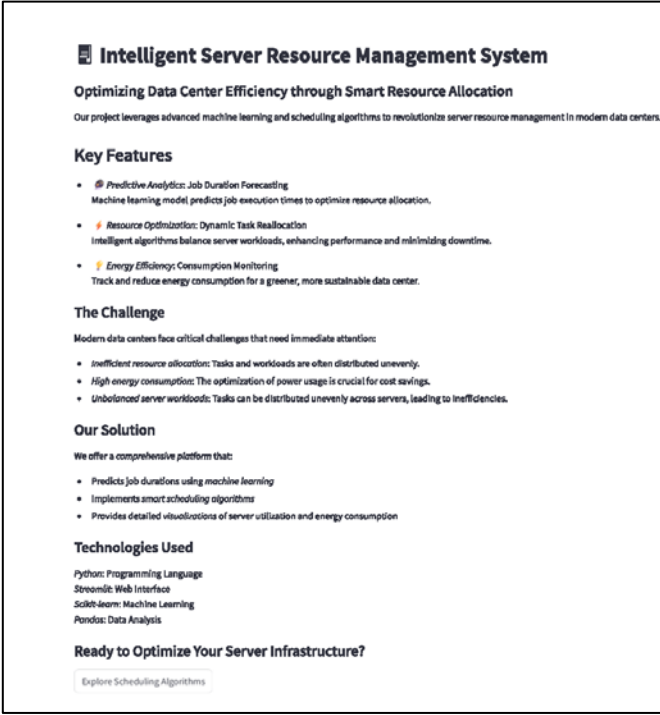 Intelligent Server Resource Management System
Optimizing Data Center Efficiency through Smart Resource Allocation
Our project leverages advanced machine learning and scheduling algorithms to revolutionize server resource management in modern data centers.
Key Features
• Predictive Analytics: Job Duration Forecasting
Machine learning model predicts job execution times to optimize resource allocation.
• Resource Optimization: Dynamic Task Reallocation
Intelligent algorithms balance server workloads, enhancing performance and minimizing downtime.
• Energy Efficiency: Consumption Monitoring
Track and reduce energy consumption for a greener, more sustainable data center.
The Challenge
Modern data centers face critical challenges that need immediate attention:
• Inefficient resource allocation: Tasks and workloads are often distributed unevenly.
• High energy consumption: The optimization of power usage is crucial for cost savings.
• Unbalanced server workloads: Tasks can be distributed unevenly across servers, leading to inefficiencies.
Our Solution
We offer a comprehensive platform that:
• Predicts job durations using machine learning
• Implements smart scheduling algorithms
• Provides detailed visualizations of server utilization and energy consumption
Technologies Used
Python: Programming Language
Streamlit: Web Interface
Scikit-learn: Machine Learning
Pandas: Data Analysis
Ready to Optimize Your Server Infrastructure?
Explore Scheduling Algorithms